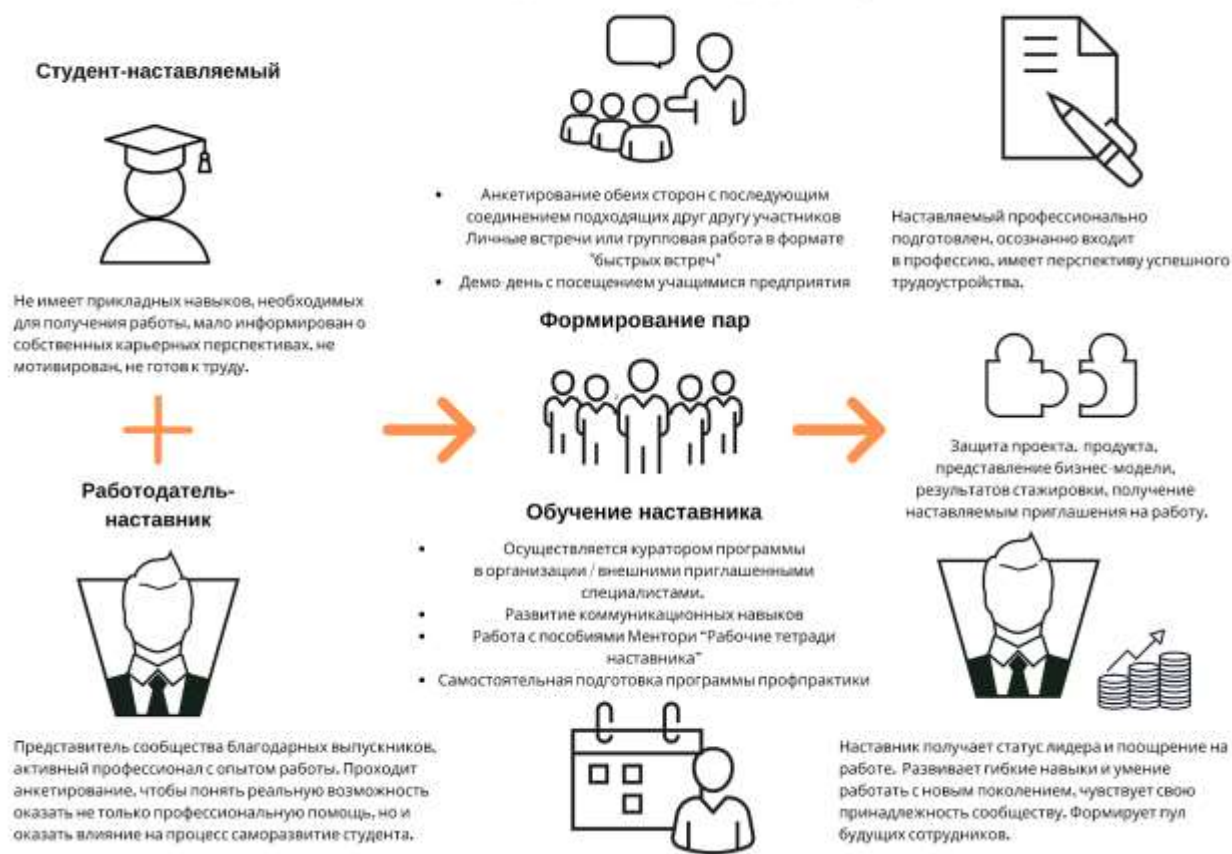 Студент-наставляемый
Не имеет прикладных навыков, необходимых
для получения работы, мало информирован о
собственных карьерных перспективах, не
мотивирован, не готов к труду.
Работодатель-
наставник
Представитель сообщества благодарных выпускников,
активный профессионал с опытом работы. Проходит
анкетирование, чтобы понять реальную возможность
оказать не только профессиональную помощь, но и
оказать влияние на процесс саморазвитие студента.
• Анкетирование обеих сторон с последующим
соединением подходящих друг другу участников
Личные встречи или групповая работа в формате
"быстрых встреч"
• Демо-день с посещением учащимися предприятия
Формирование пар
Обучение наставника
• Осуществляется куратором программы
в организации / внешними приглашенными
специалистами.
• Развитие коммуникационных навыков
• Работа с пособиями Ментори "Рабочие тетради
наставника"
• Самостоятельная подготовка программы профпрактики
Наставляемый профессионально
подготовлен, осознанно входит
в профессию, имеет перспективу успешного
трудоустройства.
Защита проекта, продукта,
представление бизнес-модели,
результатов стажировки, получение
наставляемым приглашения на работу.
Наставник получает статус лидера и поощрение на
работе. Развивает гибкие навыки и умение
работать с новым поколением, чувствует свою
принадлежность сообществу. Формирует пул
будущих сотрудников.